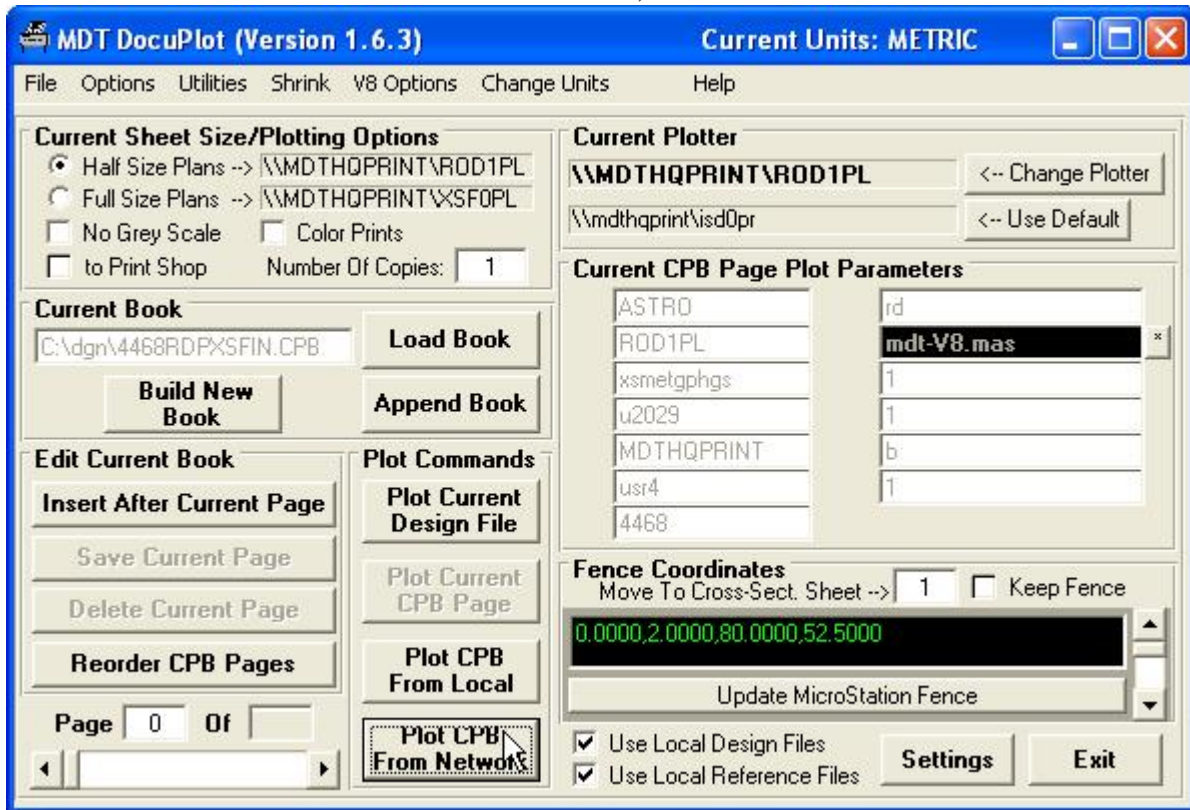 MDT DocuPlot (Version 1.6.3) Current Units: METRIC
File Options Utilities Shrink V8 Options Change Units Help
Current Sheet Size/Plotting Options
Half Size Plans --> \\MDTHQPRINT\ROD1PL
Full Size Plans --> \\MDTHQPRINT\XSF0PL
No Grey Scale Color Prints
to Print Shop Number Of Copies: 1
Current Plotter
\\MDTHQPRINT\ROD1PL <-- Change Plotter
\\mdthqprint\isd0pr <-- Use Default
Current Book
C:\dgn\4468RDPXSFIN.CPB
Load Book
Build New
Book
Append Book
Current CPB Page Plot Parameters
ASTRO rd
ROD1PL mdt-V8.mas *
xsmetgphgs 1
u2029 1
MDTHQPRINT b
usr4 1
4468
Edit Current Book
Insert After Current Page
Save Current Page
Delete Current Page
Reorder CPB Pages
Page 0 Of
Plot Commands
Plot Current
Design File
Plot Current
CPB Page
Plot CPB
From Local
Plot CPB
From Network
Fence Coordinates
Move To Cross-Sect. Sheet --> 1 Keep Fence
0.0000,2.0000,80.0000,52.5000
Update MicroStation Fence
Use Local Design Files
Use Local Reference Files
Settings Exit